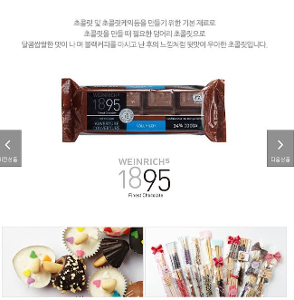 초콜릿 및 초콜릿케익등을 만들기 위한 기본 재료로
초콜릿을 만들 때 필요한 덩어리 초콜릿으로
달콤쌉쌀한 맛이 나 며 블랙커피를 마시고 난 후의 느낌처럼 뒷맛이 우아한 초콜릿입니다.
WEINRICHS
1895
이전상품
다음상품
WEINRICHS
1895
Finest Chocolate